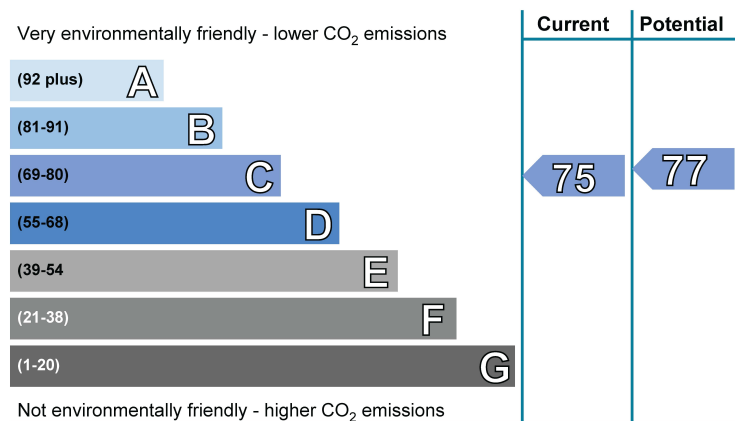 Very environmentally friendly - lower CO2 emissions
Current
Potential
(92 plus) A
(81-91) B
(69-80) C
75
77
(55-68) D
(39-54 E
(21-38) F
(1-20) G
Not environmentally friendly - higher CO2 emissions